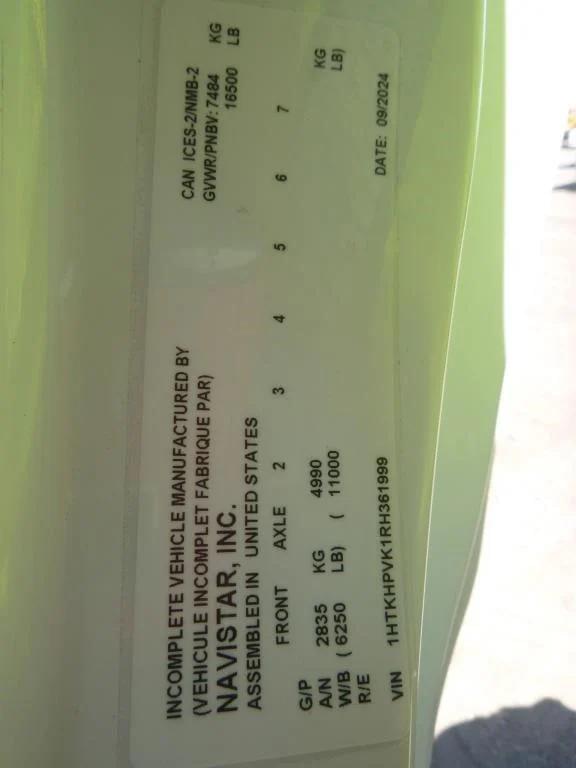 INCOMPLETE VEHICLE MANUFACTURED BY
(VEHICULE INCOMPLET FABRIQUE PAR)
NAVISTAR, INC.
ASSEMBLED IN UNITED STATES
CAN ICES-2/NMB-2
GVWR/PNBV: 7484 KG
16500 LB
FRONT AXLE 2 3 4 5 6 7
G/P
A/N 2835 KG 4990 KG
W/B ( 6250 LB) ( 11000 LB)
R/E
VIN 1HTKHPVK1RH361999 DATE: 09/2024